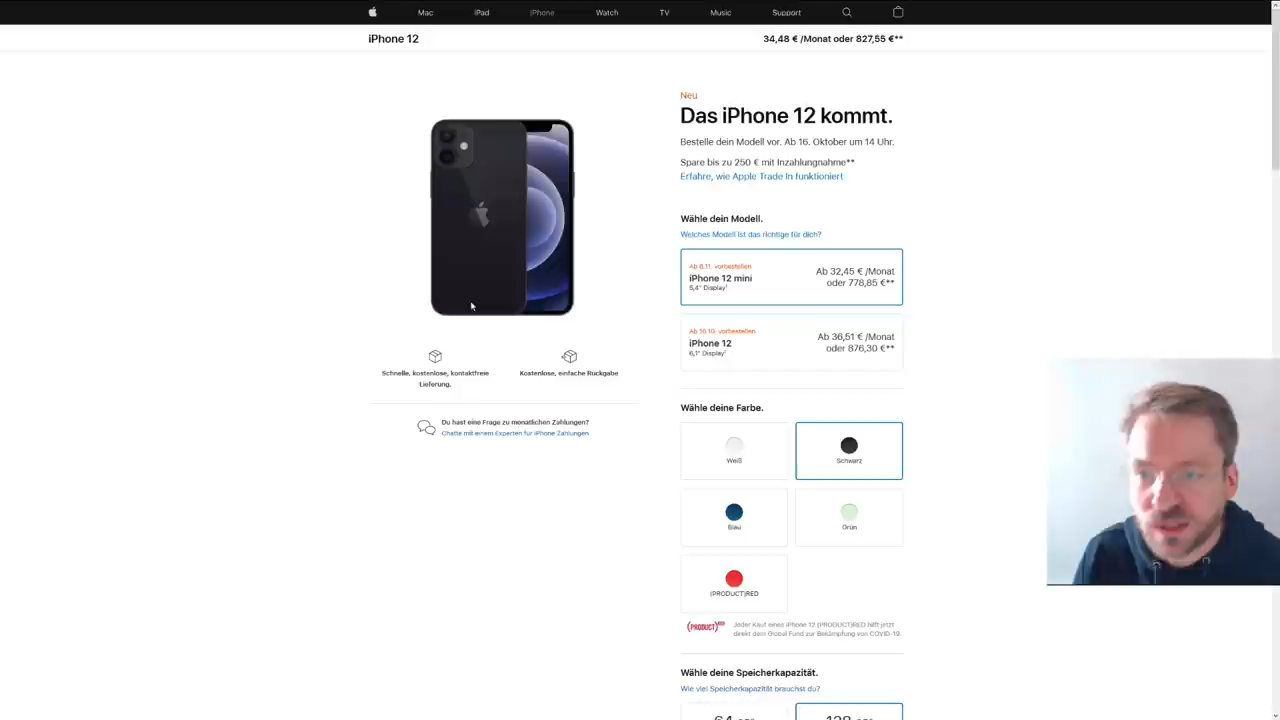 Mac iPad iPhone Watch TV Music Support
iPhone 12
34,48 € /Monat oder 827,55 €**
Neu
Das iPhone 12 kommt.
Bestelle dein Modell vor. Ab 16. Oktober um 14 Uhr.
Spare bis zu 250 € mit Inzahlungnahme**
Erfahre, wie Apple Trade In funktioniert
Wähle dein Modell.
Welches Modell ist das richtige für dich?
Ab 6.11. vorbestellen
iPhone 12 mini
5,4" Display¹
Ab 32,45 € /Monat
oder 778,85 €**
Ab 16.10. vorbestellen
iPhone 12
6,1" Display¹
Ab 36,51 € /Monat
oder 876,30 €**
Schnelle, kostenlose, kontaktfreie
Lieferung.
Kostenlose, einfache Rückgabe
Du hast eine Frage zu monatlichen Zahlungen?
Chatte mit einem Experten für iPhone Zahlungen
Wähle deine Farbe.
Weiß
Schwarz
Blau
Grün
(PRODUCT)RED
(PRODUCT)RED
Jeder Kauf eines iPhone 12 (PRODUCT)RED hilft jetzt
direkt dem Global Fund zur Bekämpfung von COVID-19.
Wähle deine Speicherkapazität.
Wie viel Speicherkapazität brauchst du?